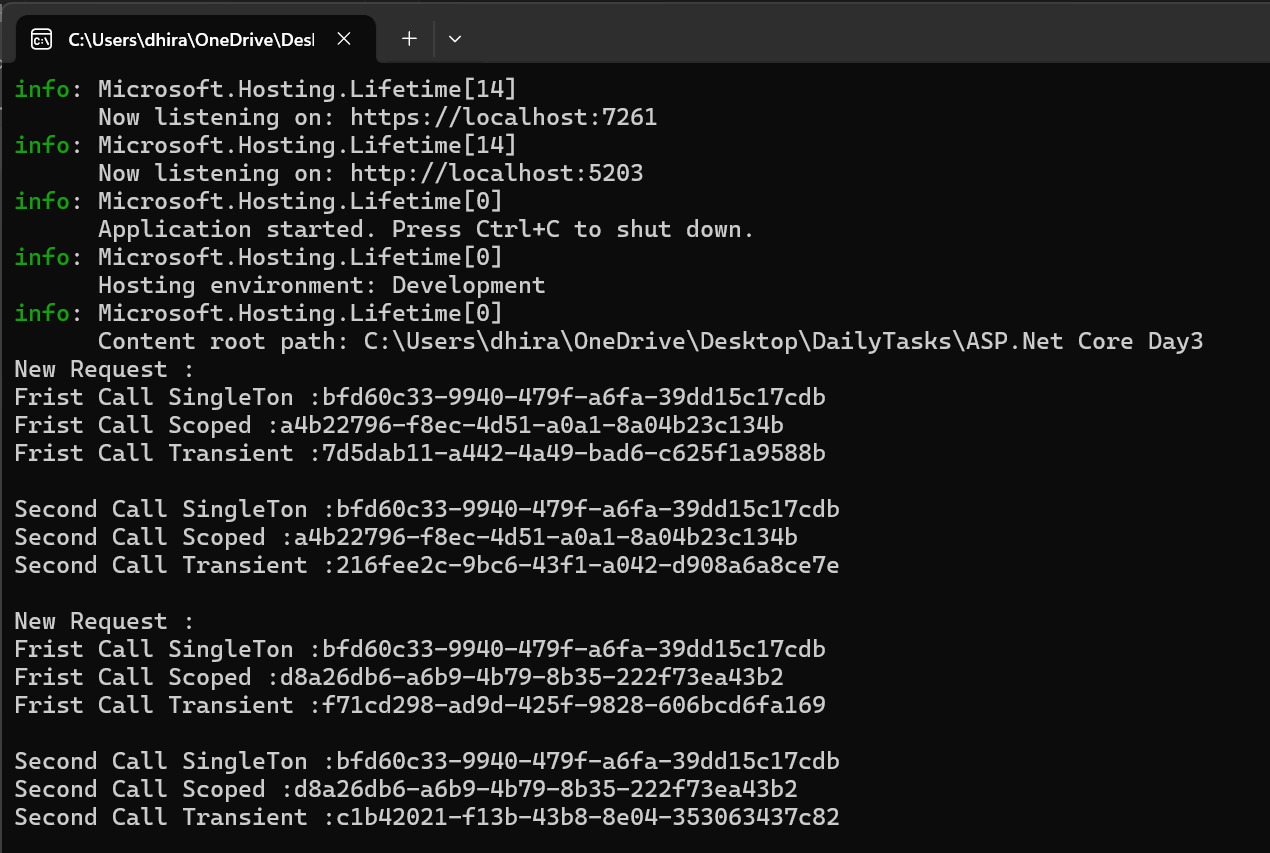 C:\Users\dhira\OneDrive\Des
info: Microsoft.Hosting.Lifetime[14]
Now listening on: https://localhost:7261
info: Microsoft.Hosting.Lifetime[14]
Now listening on: http://localhost:5203
info: Microsoft.Hosting.Lifetime[0]
Application started. Press Ctrl+C to shut down.
info: Microsoft.Hosting.Lifetime[0]
Hosting environment: Development
info: Microsoft.Hosting.Lifetime[0]
Content root path: C:\Users\dhira\OneDrive\Desktop\DailyTasks\ASP.Net Core Day3
New Request :
Frist Call SingleTon :bfd60c33-9940-479f-a6fa-39dd15c17cdb
Frist Call Scoped :a4b22796-f8ec-4d51-a0a1-8a04b23c134b
Frist Call Transient :7d5dab11-a442-4a49-bad6-c625f1a9588b
Second Call SingleTon :bfd60c33-9940-479f-a6fa-39dd15c17cdb
Second Call Scoped :a4b22796-f8ec-4d51-a0a1-8a04b23c134b
Second Call Transient :216fee2c-9bc6-43f1-a042-d908a6a8ce7e
New Request :
Frist Call SingleTon :bfd60c33-9940-479f-a6fa-39dd15c17cdb
Frist Call Scoped :d8a26db6-a6b9-4b79-8b35-222f73ea43b2
Frist Call Transient :f71cd298-ad9d-425f-9828-606bcd6fa169
Second Call SingleTon :bfd60c33-9940-479f-a6fa-39dd15c17cdb
Second Call Scoped :d8a26db6-a6b9-4b79-8b35-222f73ea43b2
Second Call Transient :c1b42021-f13b-43b8-8e04-353063437c82